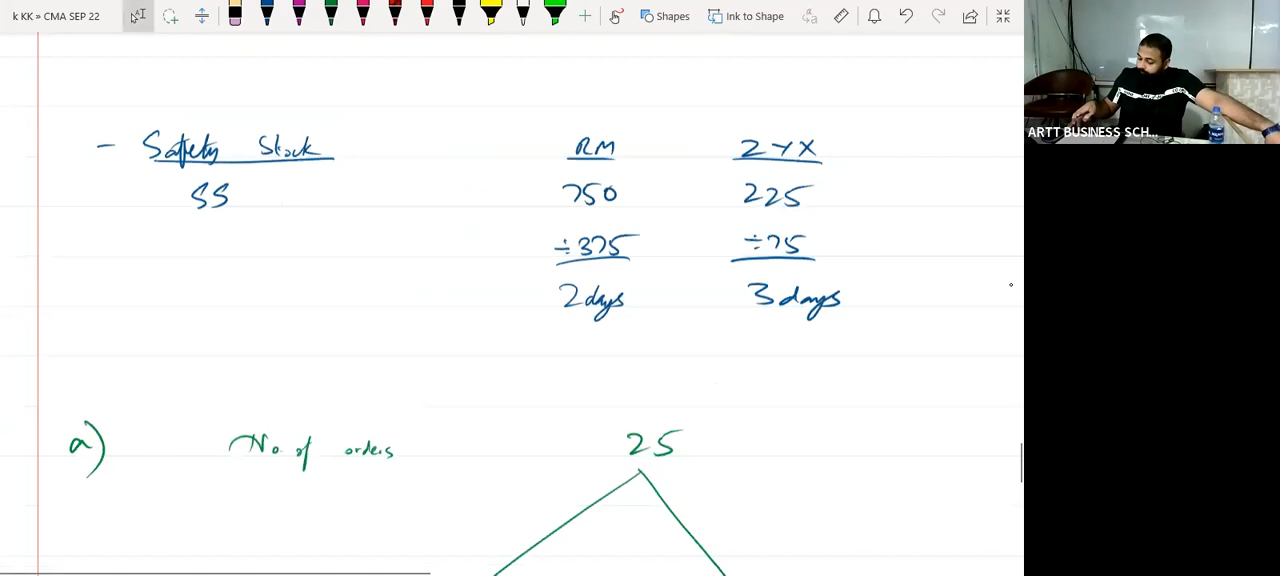 k KK » CMA SEP 22
Shapes
Ink to Shape
ARTT BUSINESS SCH...
- Safety Stock RM ZYX
SS 750 225
÷375 ÷75
2 days 3 days
a) No. of orders 25